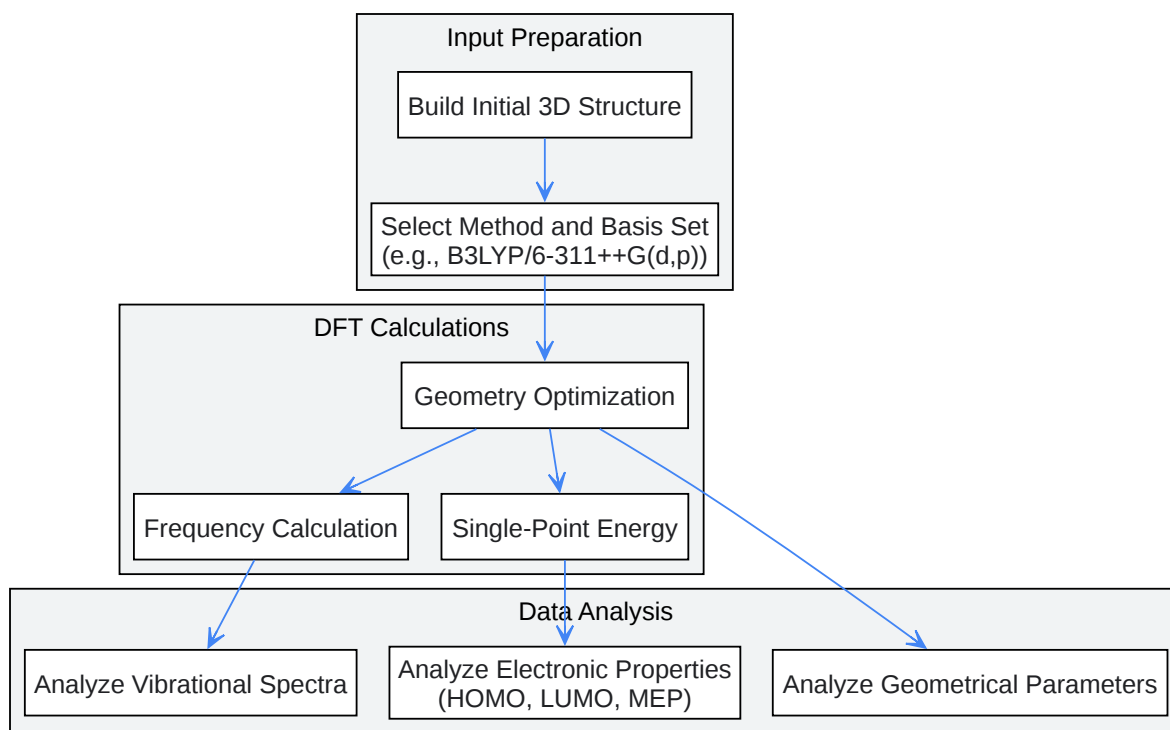 Input Preparation
Build Initial 3D Structure
Select Method and Basis Set
(e.g., B3LYP/6-311++G(d,p))
DFT Calculations
Geometry Optimization
Frequency Calculation
Single-Point Energy
Data Analysis
Analyze Vibrational Spectra
Analyze Electronic Properties
(HOMO, LUMO, MEP)
Analyze Geometrical Parameters